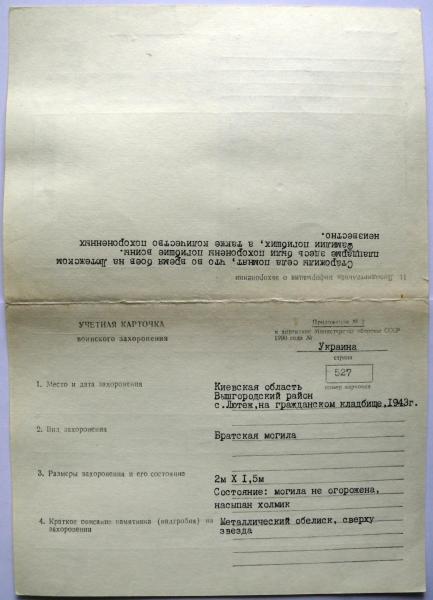 11. Дополнительная информация о захоронении
Старожилы села помнят, что во время боев на Лютежском
плацдарме здесь были похоронены погибшие воины.
Фамилии погибших, а также количество похороненных
неизвестно.
УЧЕТНАЯ КАРТОЧКА
воинского захоронения
Приложение № 2
к директиве Министерства обороны СССР
1990 года №
Украина
страна
527
номер карточки
1. Место и дата захоронения
Киевская область
Вышгородский район
с.Лютеж,на гражданском кладбище,1943г.
2. Вид захоронения
Братская могила
3. Размеры захоронения и его состояние
2м X I,5м
Состояние: могила не огорожена,
насыпан холмик
4. Краткое описание памятника (надгробия) на
захоронении
Металлический обелиск, сверху
звезда